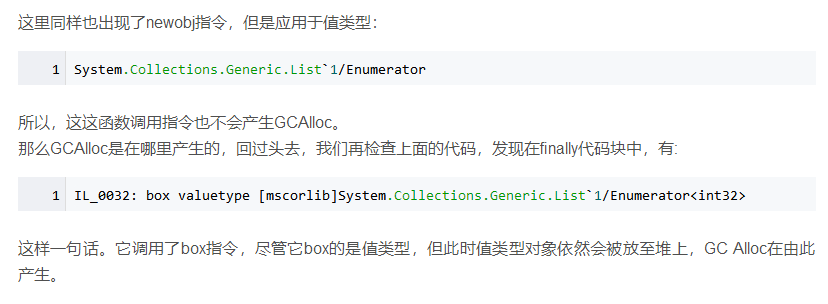 这里同样也出现了newobj指令，但是应用于值类型：
1 System.Collections.Generic.List`1/Enumerator
所以，这这函数调用指令也不会产生GCAlloc。
那么GCAlloc是在哪里产生的，回过头去，我们再检查上面的代码，发现在finally代码块中，有:
1 IL_0032: box valuetype [mscorlib]System.Collections.Generic.List`1/Enumerator<int32>
这样一句话。它调用了box指令，尽管它box的是值类型，但此时值类型对象依然会被放至堆上，GC Alloc在由此
产生。